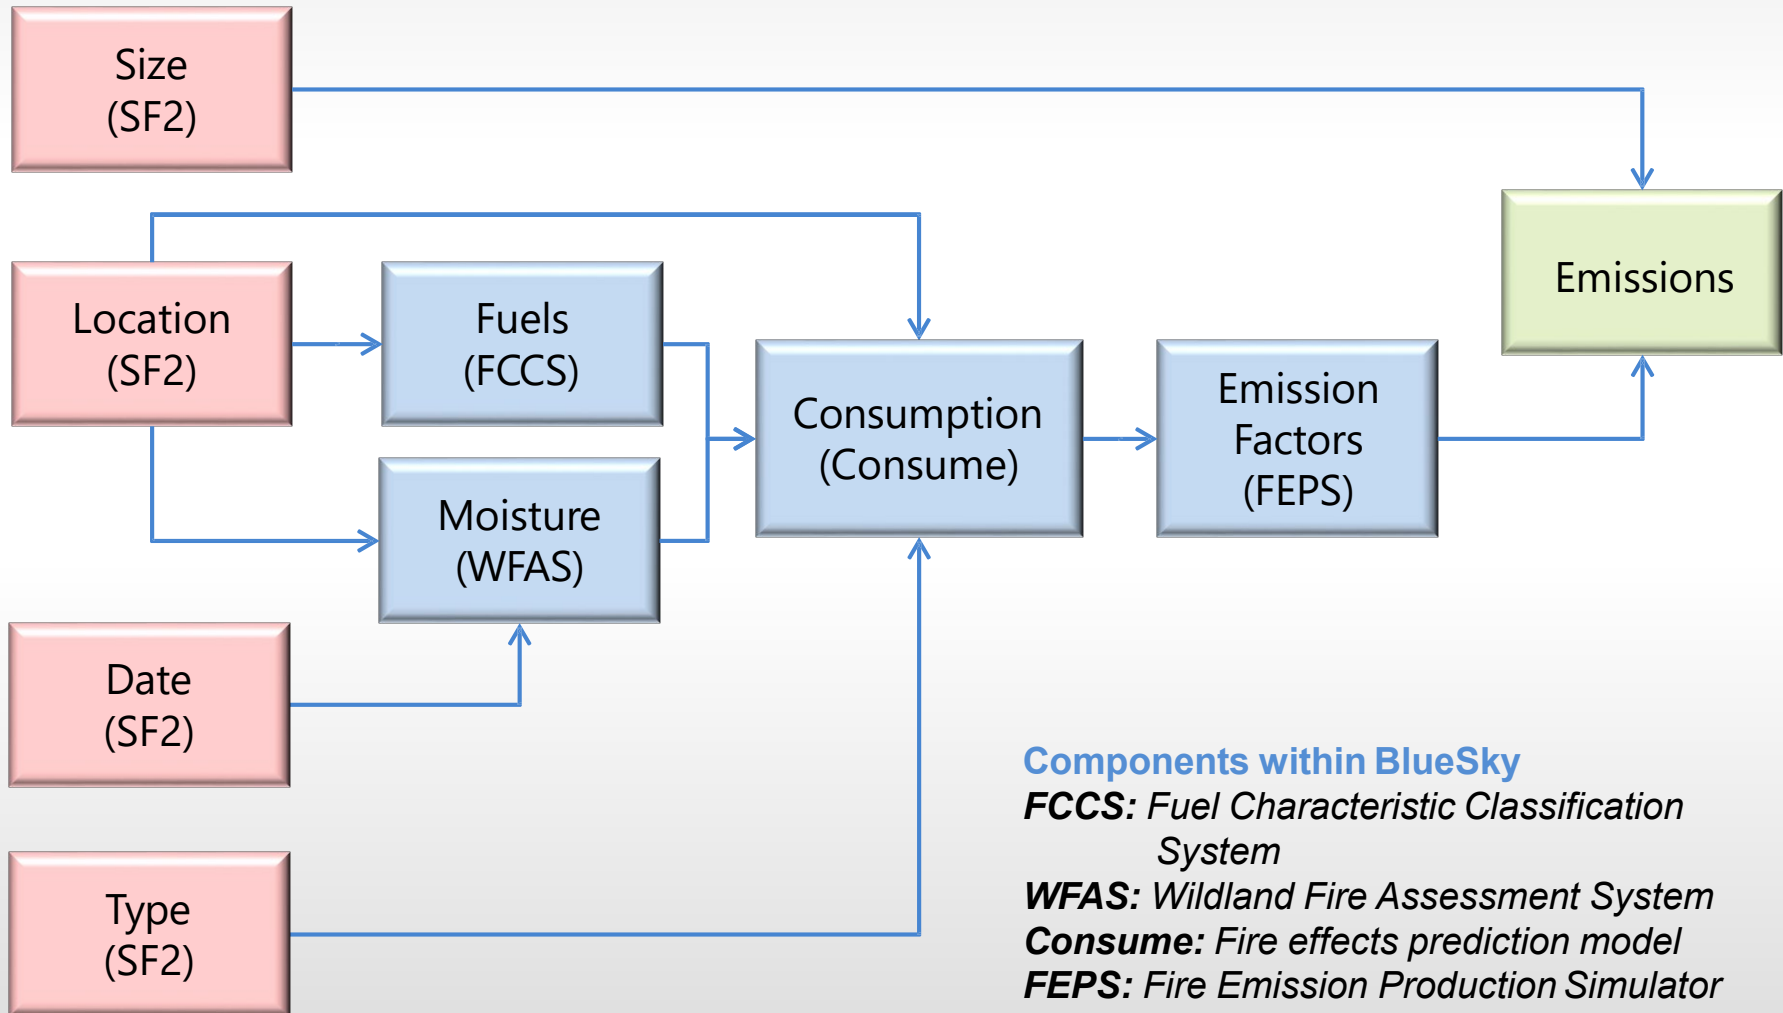 Size
(SF2)
Location
(SF2)
Fuels
(FCCS)
Moisture
(WFAS)
Consumption
(Consume)
Emission
Factors
(FEPS)
Emissions
Date
(SF2)
Type
(SF2)
Components within BlueSky
FCCS: Fuel Characteristic Classification
System
WFAS: Wildland Fire Assessment System
Consume: Fire effects prediction model
FEPS: Fire Emission Production Simulator